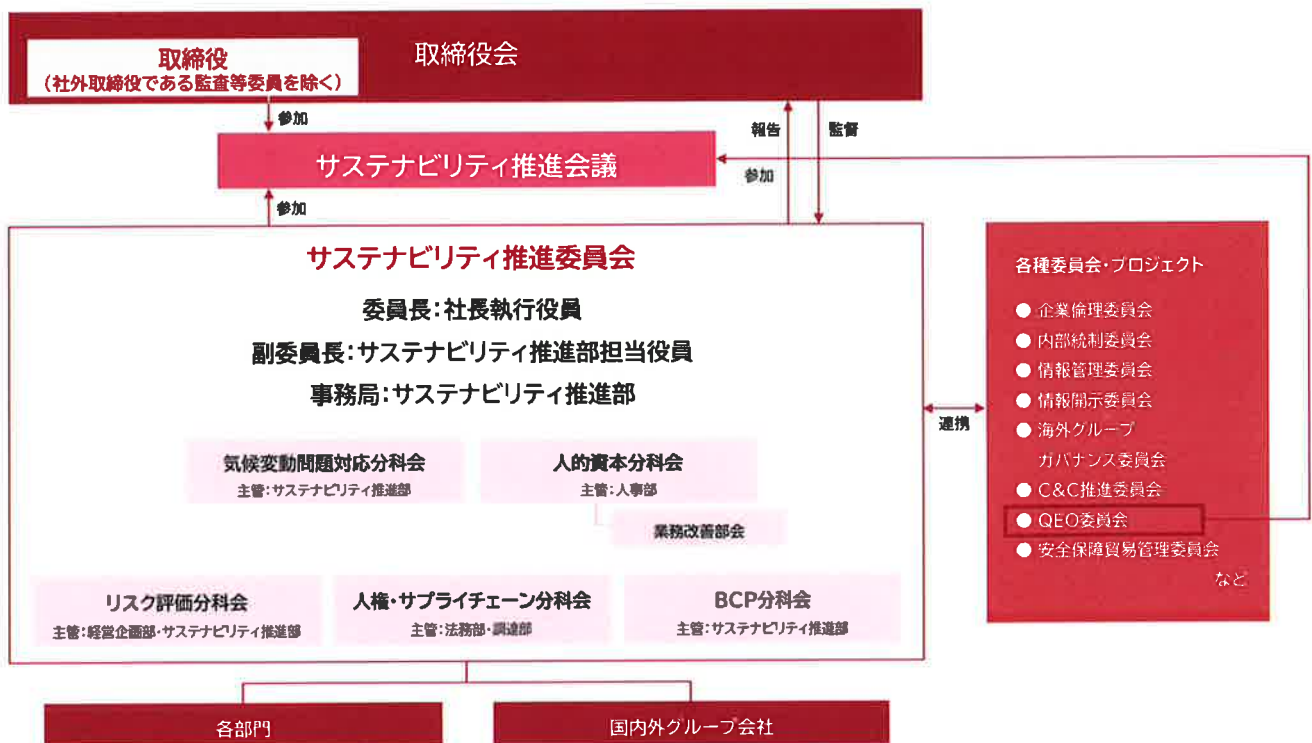 取締役会
取締役
（社外取締役である監査等委員を除く）
参加
報告
監督
サステナビリティ推進会議
参加
参加
サステナビリティ推進委員会
委員長：社長執行役員
副委員長：サステナビリティ推進部担当役員
事務局：サステナビリティ推進部
気候変動問題対応分科会
主管：サステナビリティ推進部
人的資本分科会
主管：人事部
業務改善部会
リスク評価分科会
主管：経営企画部・サステナビリティ推進部
人権・サプライチェーン分科会
主管：法務部・調達部
BCP分科会
主管：サステナビリティ推進部
連携
各種委員会・プロジェクト
● 企業倫理委員会
● 内部統制委員会
● 情報管理委員会
● 情報開示委員会
● 海外グループ
ガバナンス委員会
● C&C推進委員会
● QEO委員会
● 安全保障貿易管理委員会
など
各部門
国内外グループ会社